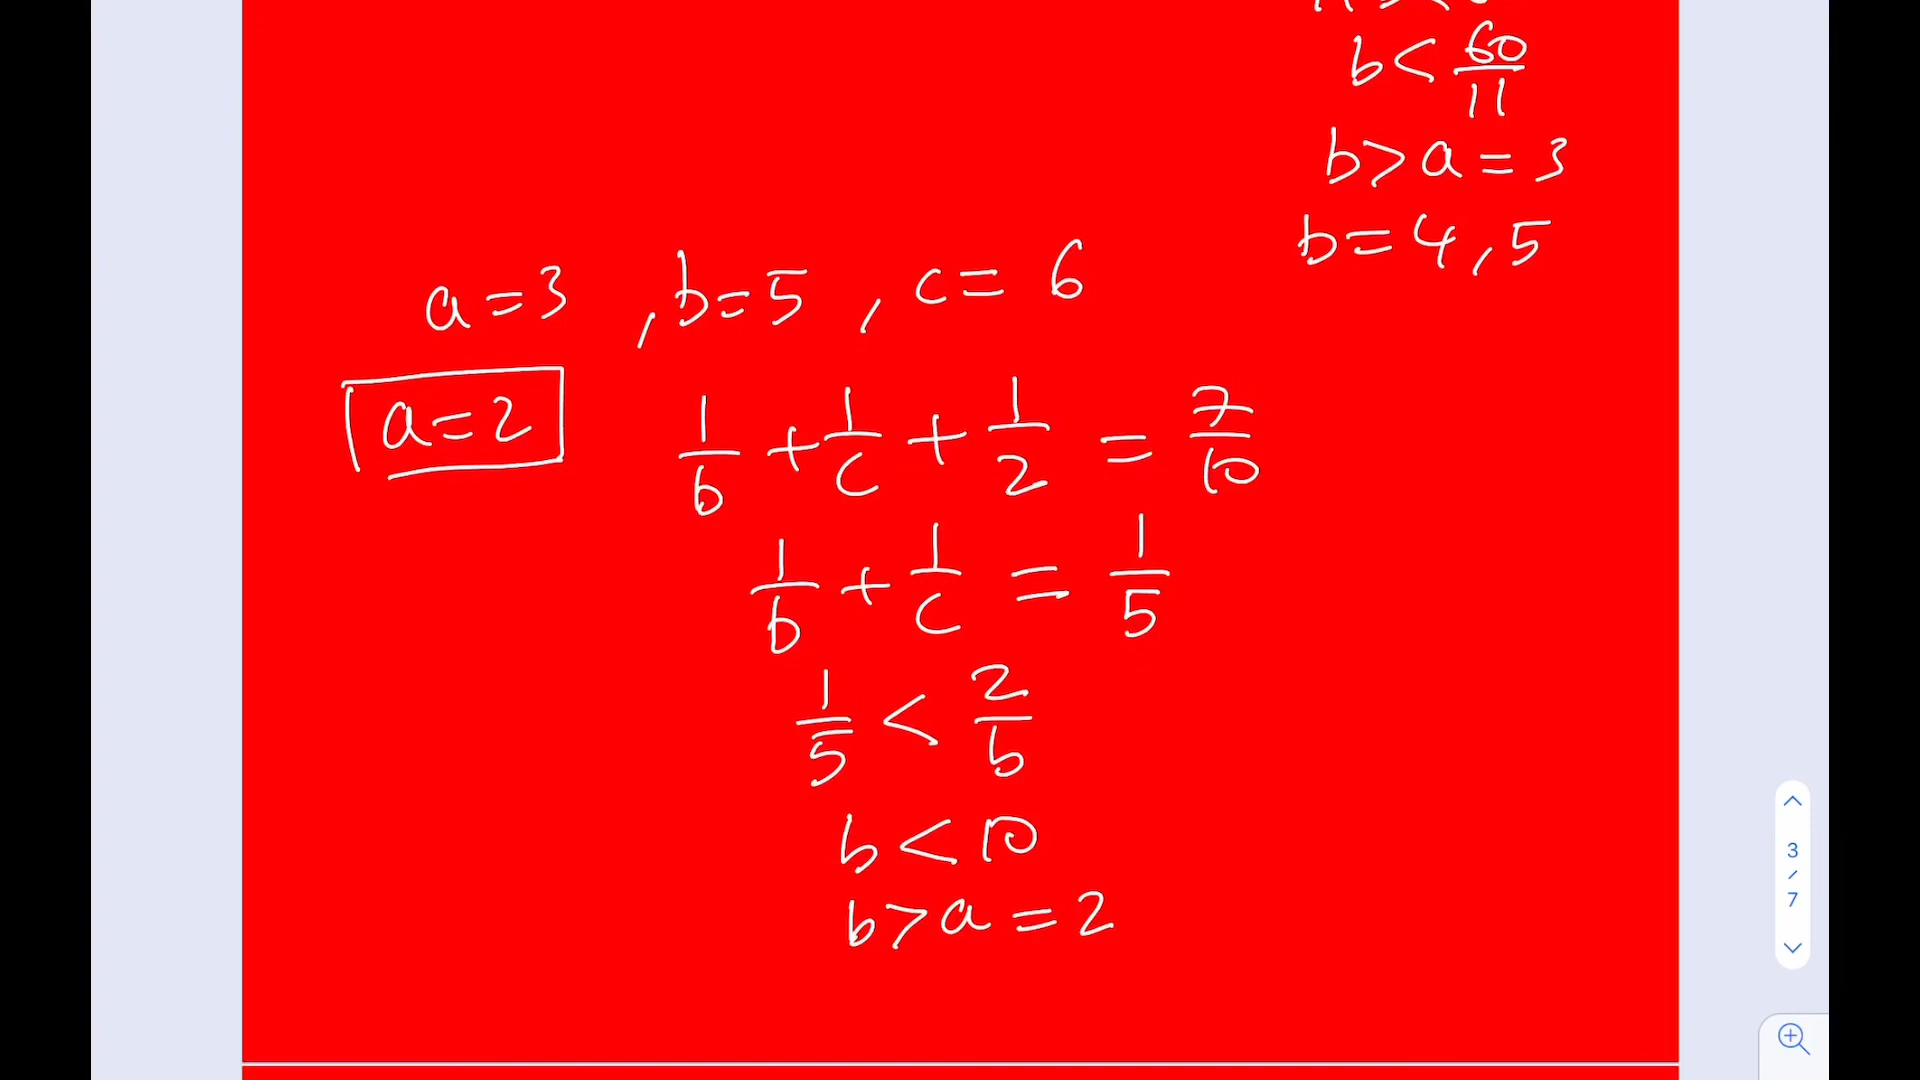 b < 60/11
b > a = 3
b = 4, 5
a = 3, b = 5, c = 6
a = 2
1/b + 1/c + 1/2 = 7/10
1/b + 1/c = 1/5
1/5 < 2/b
b < 10
b > a = 2
3
/
7